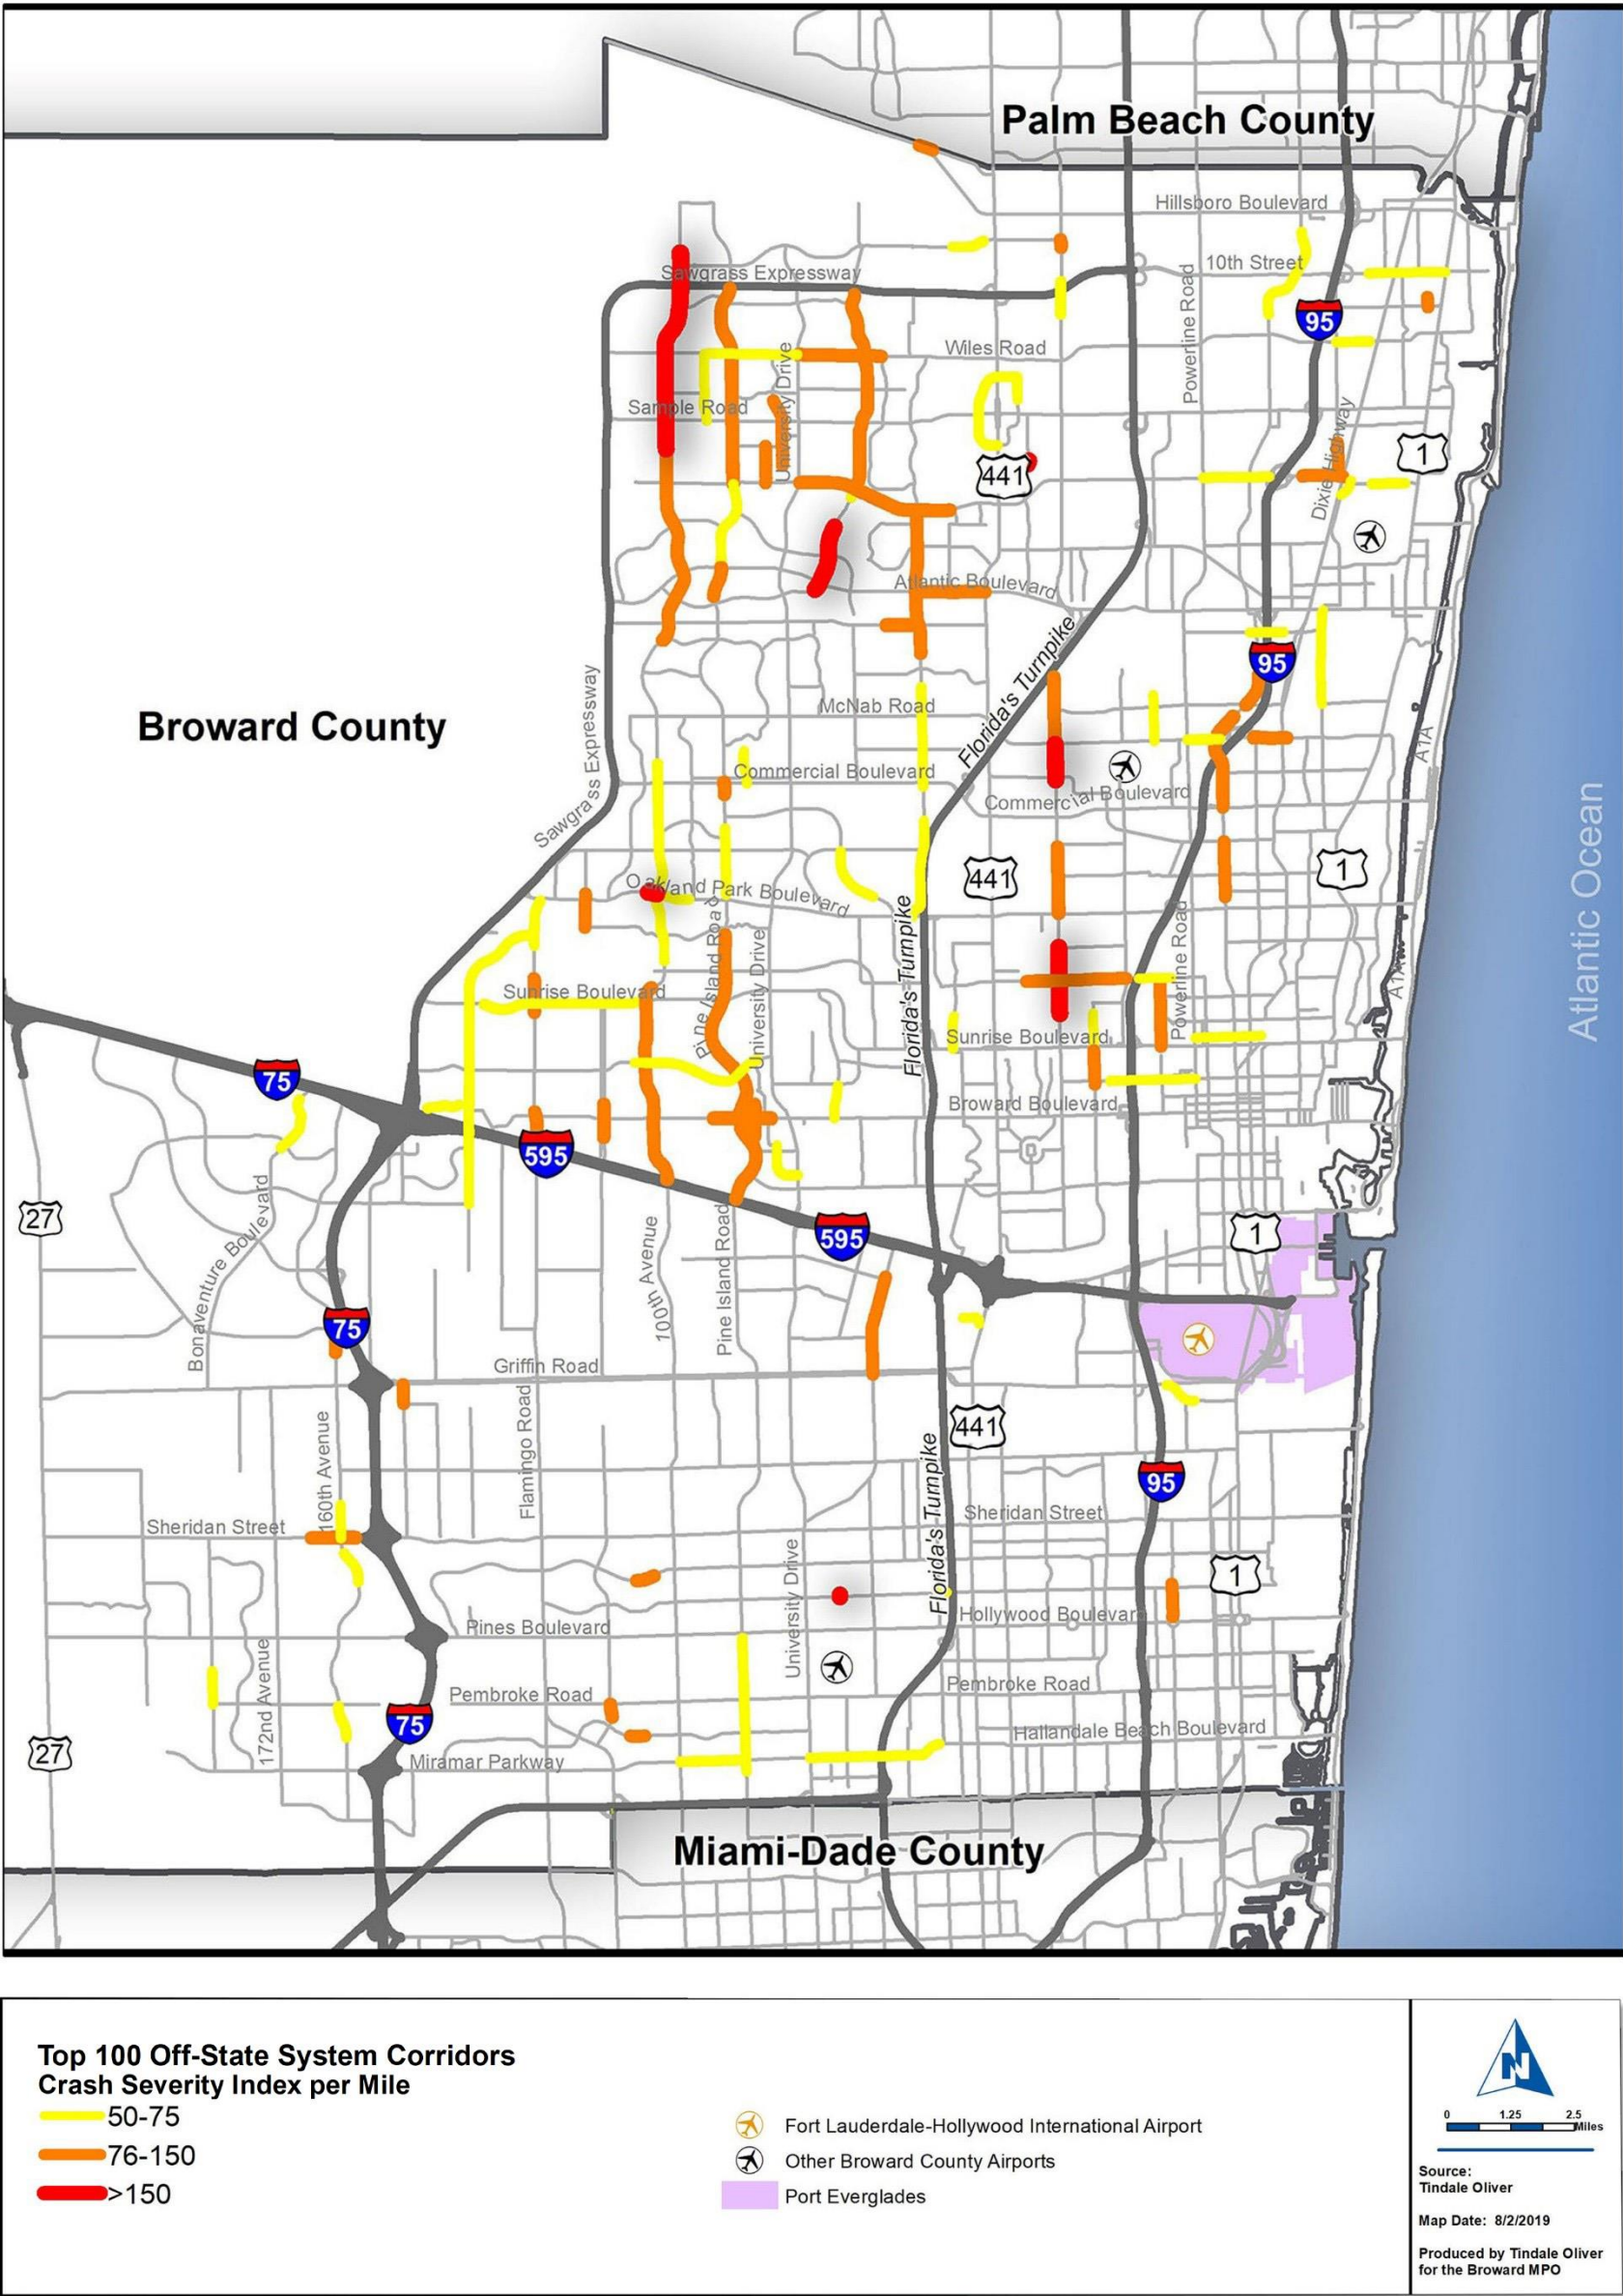 Palm Beach County
Hillsboro Boulevard
10th Street
Sawgrass Expressway
Powerline Road
95
Wiles Road
University Drive
Sample Road
Dixie Highway
1
441
Atlantic Boulevard
Florida's Turnpike
95
Sawgrass Expressway
McNab Road
Broward County
A1A
Commercial Boulevard
Commercial Boulevard
Atlantic Ocean
441
1
Oakland Park Boulevard
Pine Island Road
University Drive
Florida's Turnpike
Powerline Road
A1A
Sunrise Boulevard
Sunrise Boulevard
75
Broward Boulevard
595
27
Bonaventure Boulevard
595
1
100th Avenue
Pine Island Road
75
Griffin Road
Flamingo Road
160th Avenue
441
Florida's Turnpike
95
Sheridan Street
Sheridan Street
University Drive
1
Hollywood Boulevar
Pines Boulevard
172nd Avenue
Pembroke Road
Pembroke Road
75
Hallandale Beach Boulevard
27
Miramar Parkway
Miami-Dade County
Top 100 Off-State System Corridors
Crash Severity Index per Mile
50-75
76-150
>150
Fort Lauderdale-Hollywood International Airport
Other Broward County Airports
Port Everglades
N
0 1.25 2.5
Miles
Source:
Tindale Oliver
Map Date: 8/2/2019
Produced by Tindale Oliver
for the Broward MPO